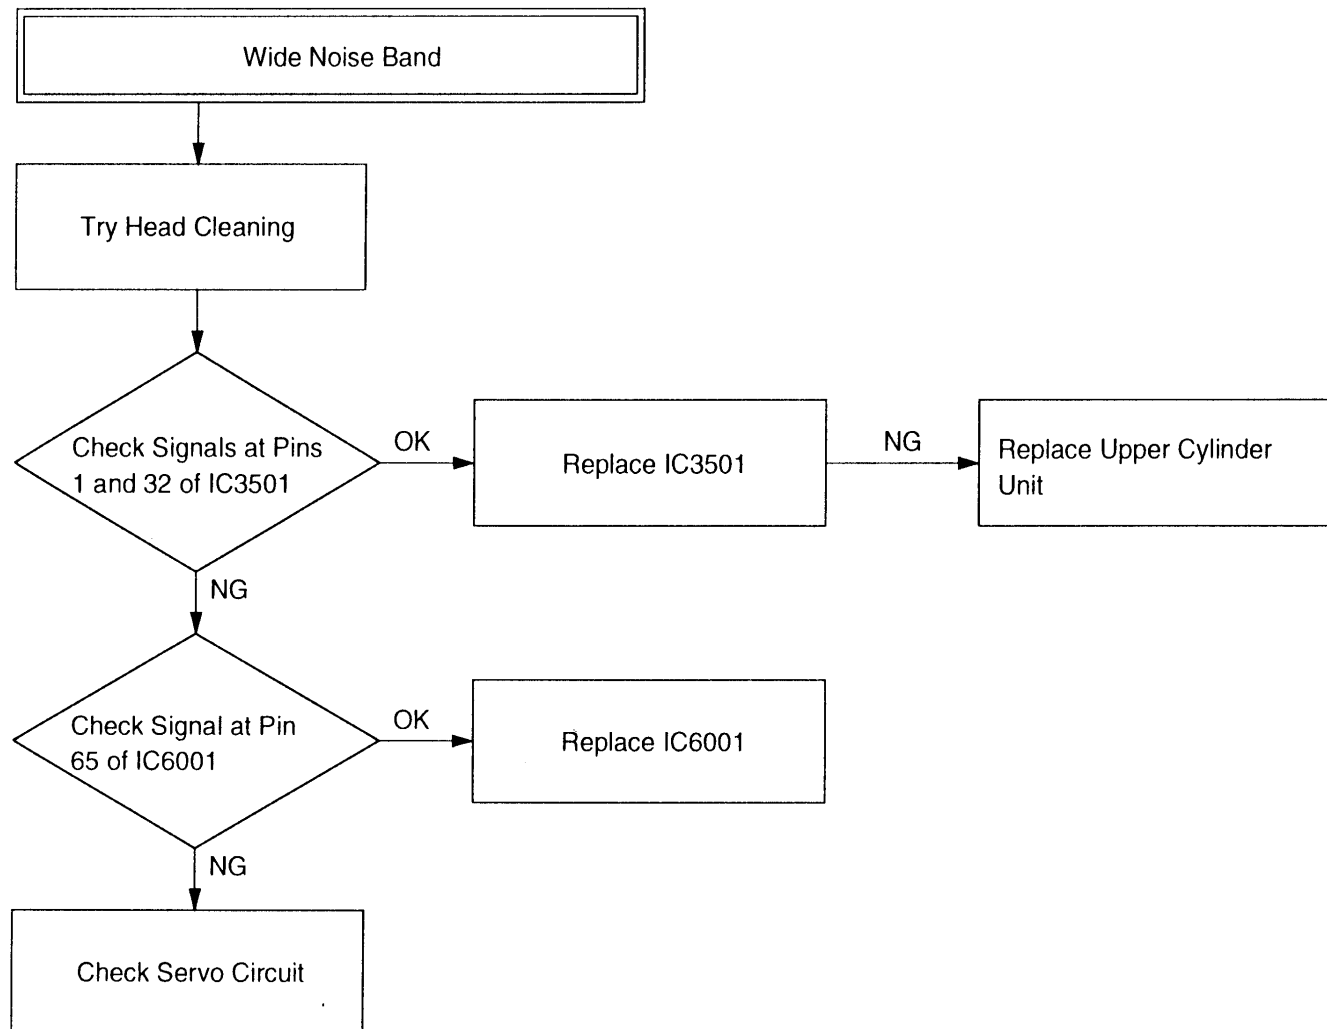 Wide Noise Band
Try Head Cleaning
Check Signals at Pins
1 and 32 of IC3501
OK
Replace IC3501
NG
Replace Upper Cylinder
Unit
NG
Check Signal at Pin
65 of IC6001
OK
Replace IC6001
NG
Check Servo Circuit